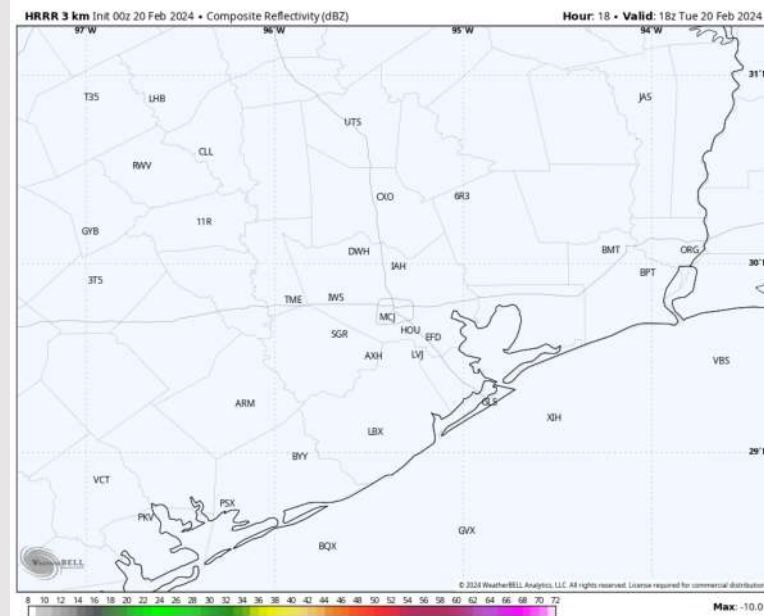 HRRR 3 km Init 00z 20 Feb 2024 • Composite Reflectivity (dBZ) Hour: 18 • Valid: 18z Tue 20 Feb 2024
97°W 96°W 95°W 94°W
31°N
T35 LHB JAS
UTS
CLL
RWV
CXO 6R3
11R
GYB
DWH BMT ORG
IAH BPT
30°N
3T5
TME IWS
MCJ
SGR HOU EFD
AXH LVJ
VBS
ARM GLS
XIH
LBX
29°N
BYY
VCT
PSX
PKV
GVX
BQX
WeatherBELL
© 2024 WeatherBELL Analytics, LLC. All rights reserved. License required for commercial distribution
8 10 12 14 16 18 20 22 24 26 28 30 32 34 36 38 40 42 44 46 48 50 52 54 56 58 60 62 64 66 68 70 72
Max: -10.0